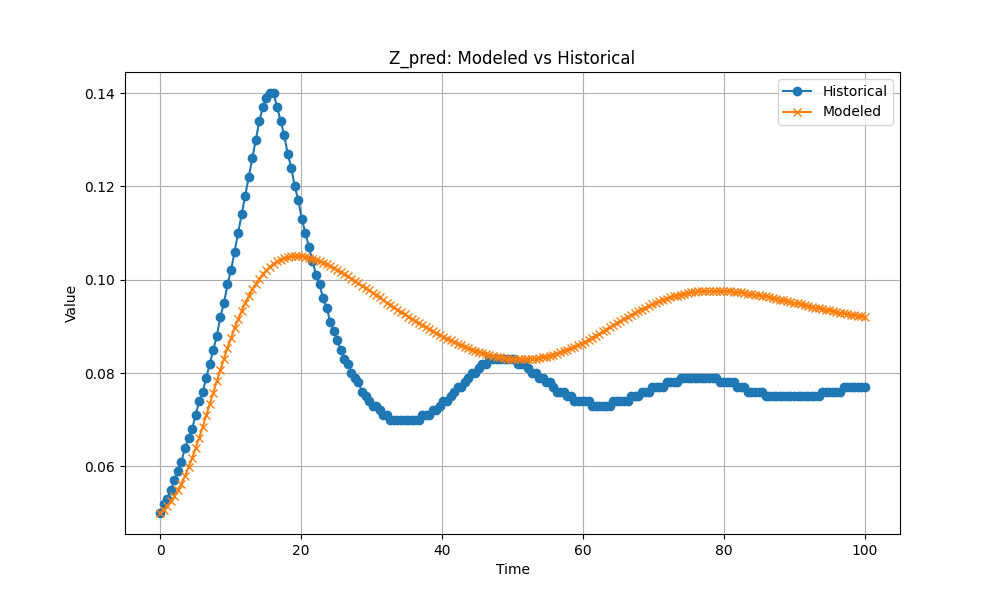 Z_pred: Modeled vs Historical
Historical
Modeled
Value
0.14
0.12
0.10
0.08
0.06
0 20 40 60 80 100
Time